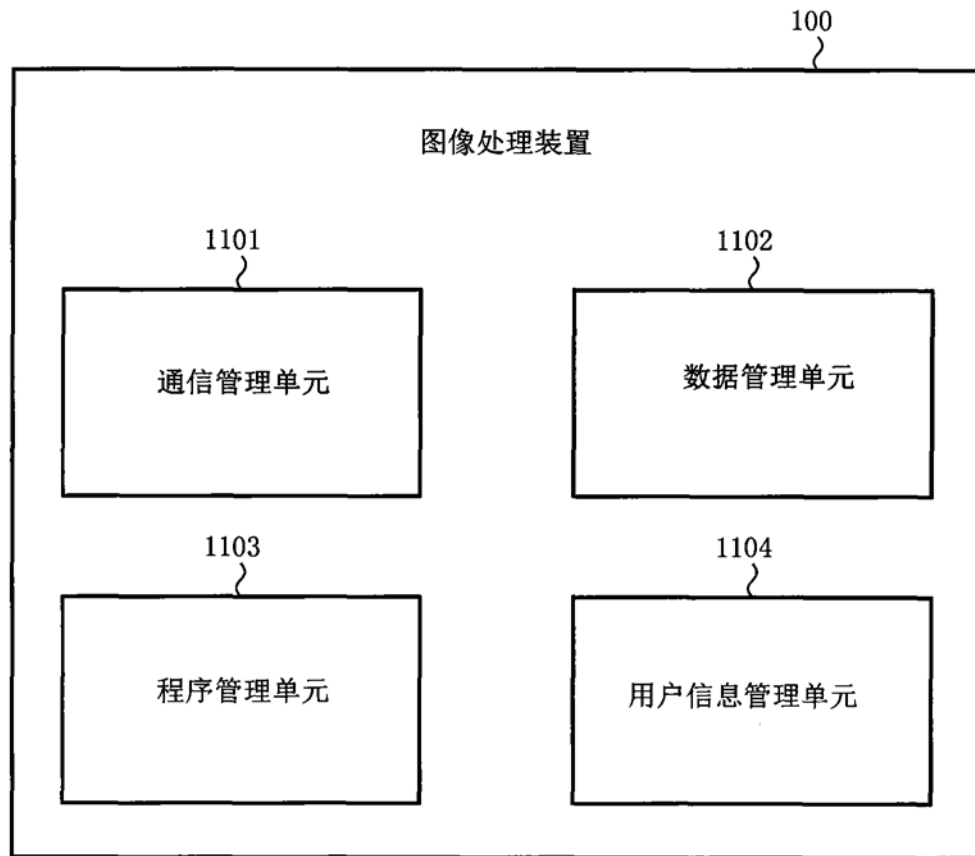 100
图像处理装置
1101
1102
通信管理单元
数据管理单元
1103
1104
程序管理单元
用户信息管理单元